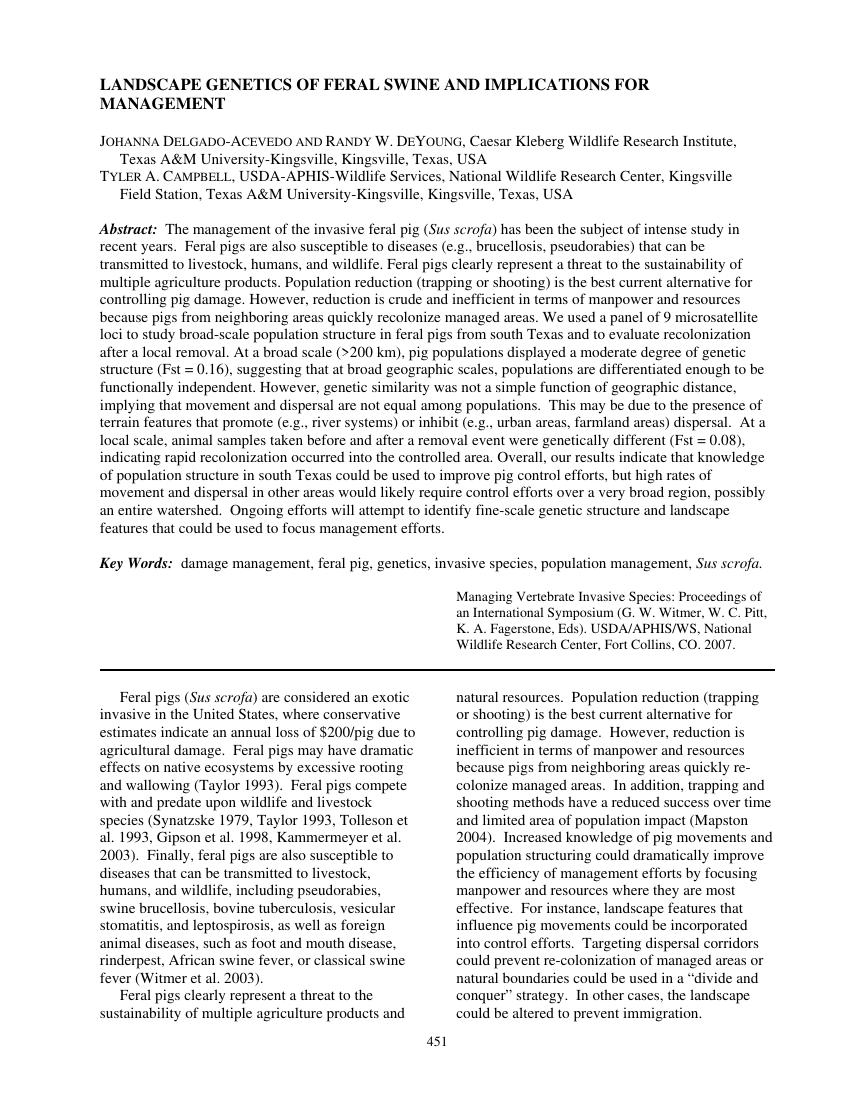 LANDSCAPE GENETICS OF FERAL SWINE AND IMPLICATIONS FOR
MANAGEMENT
JOHANNA DELGADO-ACEVEDO AND RANDY W. DEYOUNG, Caesar Kleberg Wildlife Research Institute,
Texas A&M University-Kingsville, Kingsville, Texas, USA
TYLER A. CAMPBELL, USDA-APHIS-Wildlife Services, National Wildlife Research Center, Kingsville
Field Station, Texas A&M University-Kingsville, Kingsville, Texas, USA
Abstract: The management of the invasive feral pig (Sus scrofa) has been the subject of intense study in
recent years. Feral pigs are also susceptible to diseases (e.g., brucellosis, pseudorabies) that can be
transmitted to livestock, humans, and wildlife. Feral pigs clearly represent a threat to the sustainability of
multiple agriculture products. Population reduction (trapping or shooting) is the best current alternative for
controlling pig damage. However, reduction is crude and inefficient in terms of manpower and resources
because pigs from neighboring areas quickly recolonize managed areas. We used a panel of 9 microsatellite
loci to study broad-scale population structure in feral pigs from south Texas and to evaluate recolonization
after a local removal. At a broad scale (>200 km), pig populations displayed a moderate degree of genetic
structure (Fst = 0.16), suggesting that at broad geographic scales, populations are differentiated enough to be
functionally independent. However, genetic similarity was not a simple function of geographic distance,
implying that movement and dispersal are not equal among populations. This may be due to the presence of
terrain features that promote (e.g., river systems) or inhibit (e.g., urban areas, farmland areas) dispersal. At a
local scale, animal samples taken before and after a removal event were genetically different (Fst = 0.08),
indicating rapid recolonization occurred into the controlled area. Overall, our results indicate that knowledge
of population structure in south Texas could be used to improve pig control efforts, but high rates of
movement and dispersal in other areas would likely require control efforts over a very broad region, possibly
an entire watershed. Ongoing efforts will attempt to identify fine-scale genetic structure and landscape
features that could be used to focus management efforts.
Key Words: damage management, feral pig, genetics, invasive species, population management, Sus scrofa.
Managing Vertebrate Invasive Species: Proceedings of
an International Symposium (G. W. Witmer, W. C. Pitt,
K. A. Fagerstone, Eds). USDA/APHIS/WS, National
Wildlife Research Center, Fort Collins, CO. 2007.
Feral pigs (Sus scrofa) are considered an exotic
invasive in the United States, where conservative
estimates indicate an annual loss of $200/pig due to
agricultural damage. Feral pigs may have dramatic
effects on native ecosystems by excessive rooting
and wallowing (Taylor 1993). Feral pigs compete
with and predate upon wildlife and livestock
species (Synatzske 1979, Taylor 1993, Tolleson et
al. 1993, Gipson et al. 1998, Kammermeyer et al.
2003). Finally, feral pigs are also susceptible to
diseases that can be transmitted to livestock,
humans, and wildlife, including pseudorabies,
swine brucellosis, bovine tuberculosis, vesicular
stomatitis, and leptospirosis, as well as foreign
animal diseases, such as foot and mouth disease,
rinderpest, African swine fever, or classical swine
fever (Witmer et al. 2003).
Feral pigs clearly represent a threat to the
sustainability of multiple agriculture products and
natural resources. Population reduction (trapping
or shooting) is the best current alternative for
controlling pig damage. However, reduction is
inefficient in terms of manpower and resources
because pigs from neighboring areas quickly re-
colonize managed areas. In addition, trapping and
shooting methods have a reduced success over time
and limited area of population impact (Mapston
2004). Increased knowledge of pig movements and
population structuring could dramatically improve
the efficiency of management efforts by focusing
manpower and resources where they are most
effective. For instance, landscape features that
influence pig movements could be incorporated
into control efforts. Targeting dispersal corridors
could prevent re-colonization of managed areas or
natural boundaries could be used in a “divide and
conquer” strategy. In other cases, the landscape
could be altered to prevent immigration.
451